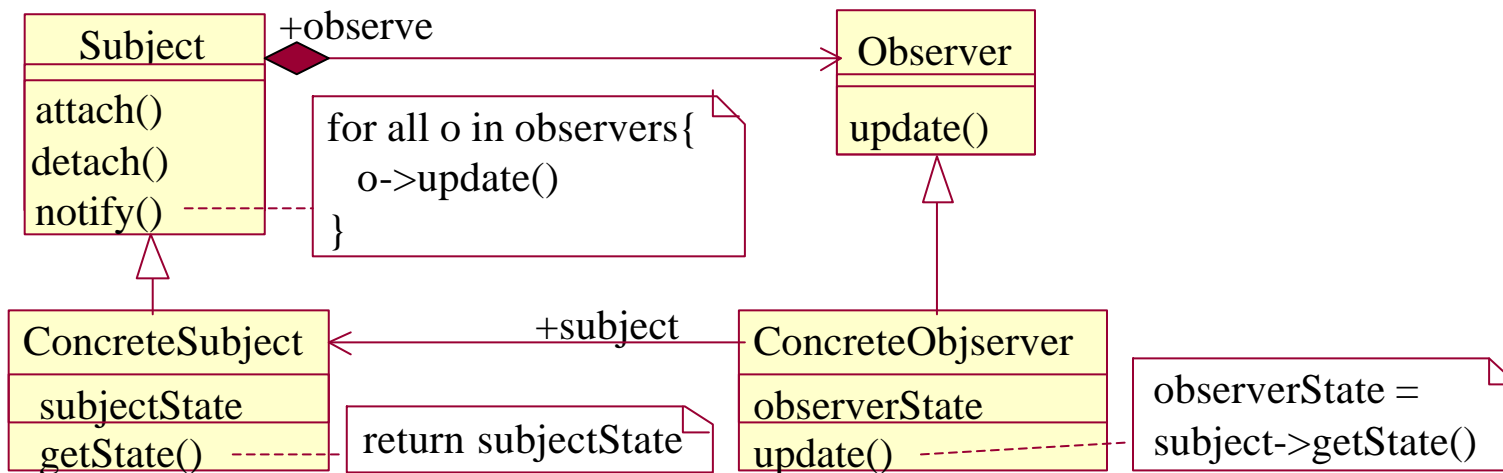 Subject
+observe
Observer
attach()
detach()
notify()
for all o in observers{
o->update()
}
update()
ConcreteSubject
+subject
ConcreteObjserver
subjectState
getState()
return subjectState
observerState
update()
observerState =
subject->getState()